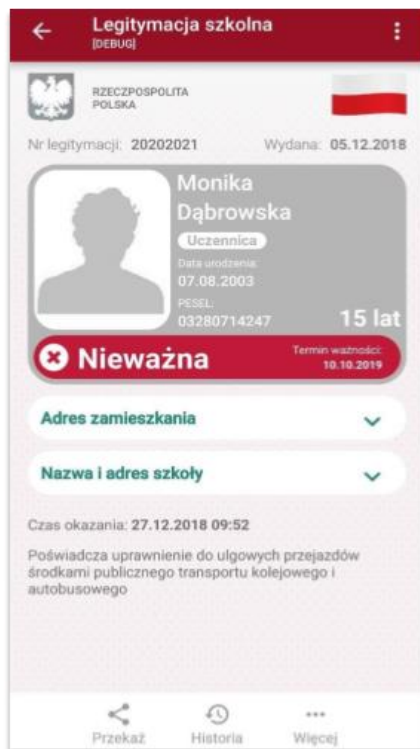 Legitymacja szkolna
[DEBUG]
RZECZPOSPOLITA
POLSKA
Nr legitymacji: 20202021 Wydana: 05.12.2018
Monika
Dąbrowska
Uczennica
Data urodzenia:
07.08.2003
PESEL:
03280714247
15 lat
Nieważna
Termin ważności:
10.10.2019
Adres zamieszkania
Nazwa i adres szkoły
Czas okazania: 27.12.2018 09:52
Poświadcza uprawnienie do ulgowych przejazdów
środkami publicznego transportu kolejowego i
autobusowego
Przekaż Historia Więcej